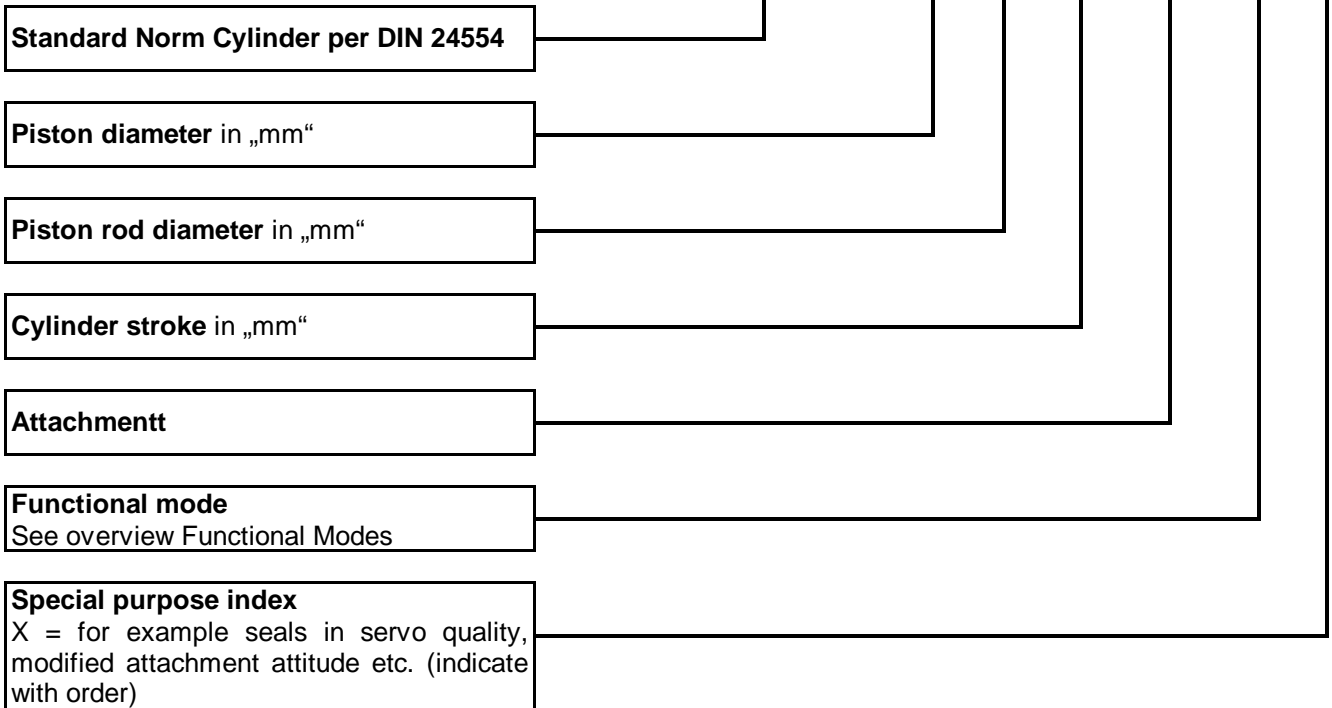 Standard Norm Cylinder per DIN 24554
Piston diameter in „mm“
Piston rod diameter in „mm“
Cylinder stroke in „mm“
Attachmentt
Functional mode
See overview Functional Modes
Special purpose index
X = for example seals in servo quality,
modified attachment attitude etc. (indicate
with order)